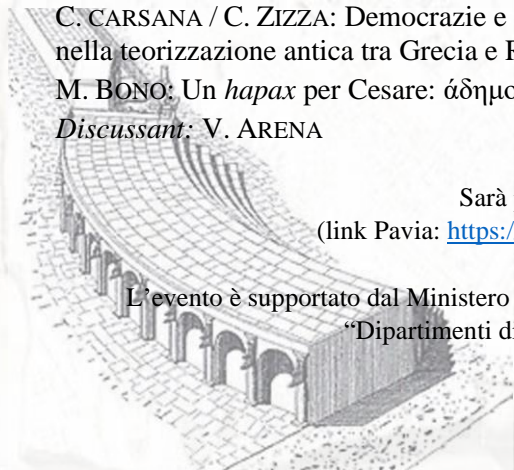 C. CARSANA / C. ZIZZA: Democrazie e
nella teorizzazione antica tra Grecia e
M. BONO: Un hapax per Cesare:
Discussant: V. ARENA
Sarà
(link Pavia: https:/
L’evento è supportato dal Ministero
“Dipartimenti